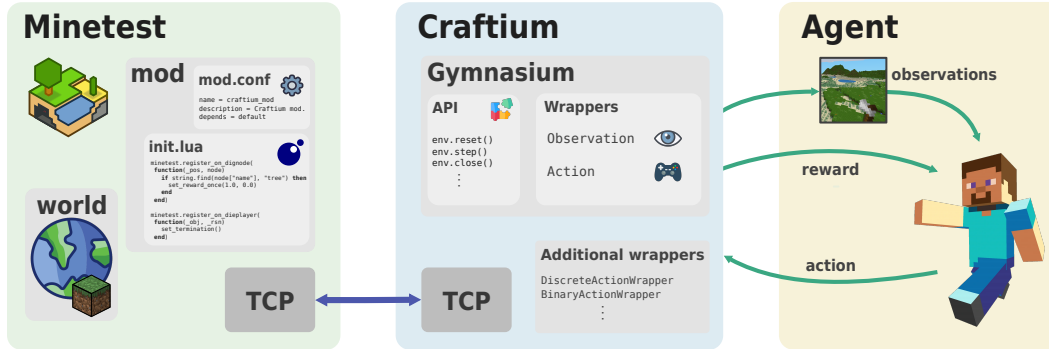 Minetest
mod
mod.conf
name = craftium_mod
description = Craftium mod.
depends = default
init.lua
minetest.register_on_dignode(
function(_pos, node)
if string.find(node["name"], "tree") then
set_reward_once(1.0, 0.0)
end
end)
minetest.register_on_dieplayer(
function(_obj, _rsn)
set_termination()
end)
world
TCP
Craftium
Gymnasium
API
env.reset()
env.step()
env.close()
⋮
Wrappers
Observation
Action
TCP
Additional wrappers
DiscreteActionWrapper
BinaryActionWrapper
⋮
Agent
observations
reward
action